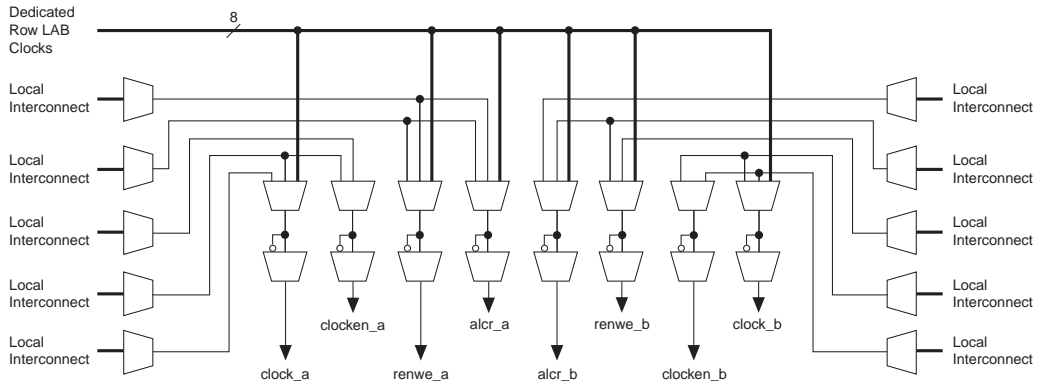 Dedicated
Row LAB
Clocks
8
Local
Interconnect
Local
Interconnect
Local
Interconnect
Local
Interconnect
Local
Interconnect
Local
Interconnect
Local
Interconnect
Local
Interconnect
Local
Interconnect
Local
Interconnect
clocken_a
alcr_a
renwe_b
clock_b
clock_a
renwe_a
alcr_b
clocken_b